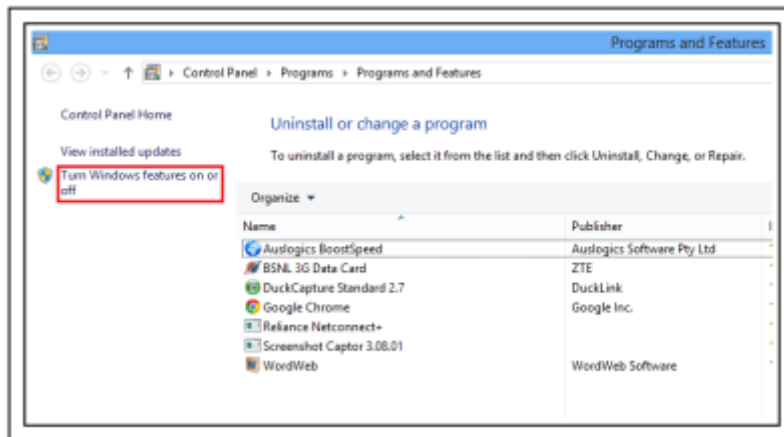 Programs and Features
Control Panel Programs Programs and Features
Control Panel Home
View installed updates
Turn Windows features on or
off
Uninstall or change a program
To uninstall a program, select it from the list and then click Uninstall, Change, or Repair.
Organize
Name Publisher
Auslogics BoostSpeed Auslogics Software Pty Ltd
BSNL 3G Data Card ZTE
DuckCapture Standard 2.7 DuckLink
Google Chrome Google Inc.
Reliance Netconnect+
Screenshot Captor 3.08.01
WordWeb WordWeb Software